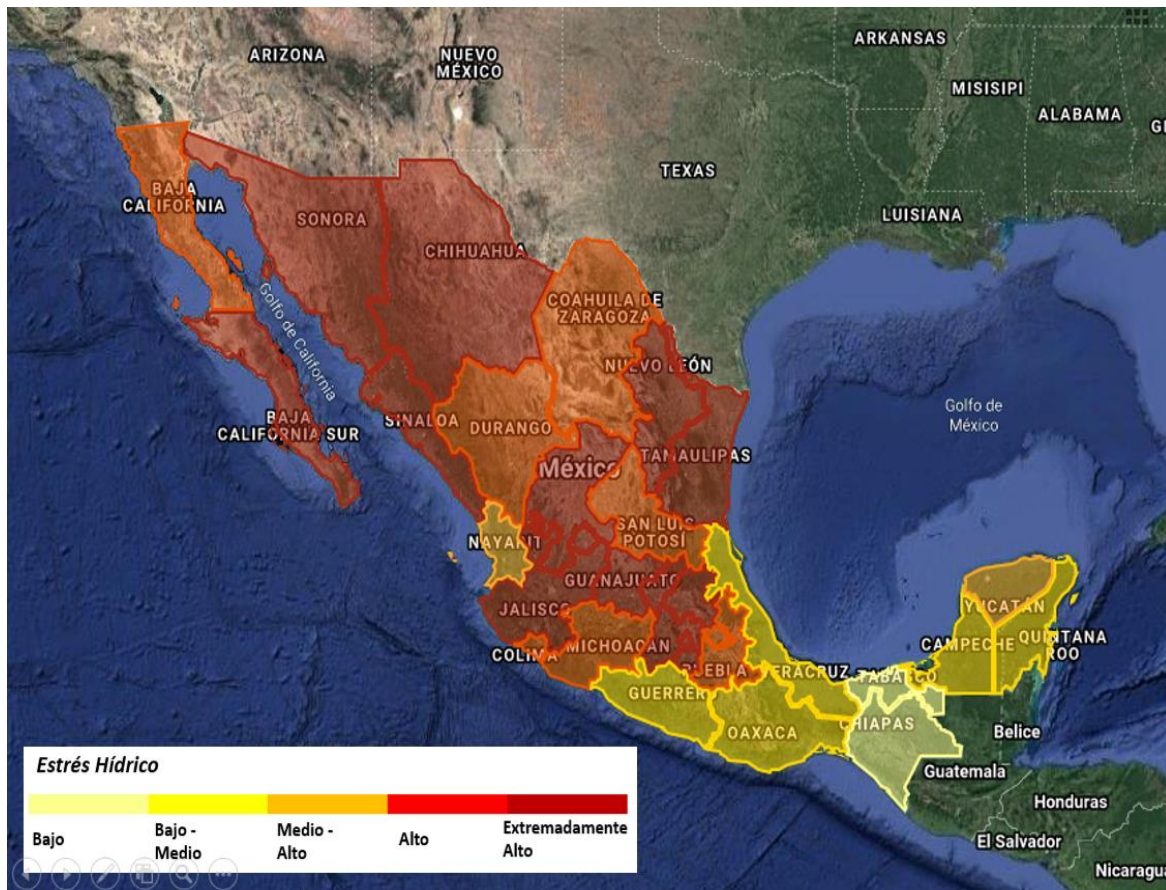 ARKANSAS
ARIZONA
NUEVO
MÉXICO
MISISIPI
ALABAMA
TEXAS
BAJA
CALIFORNIA
LUISIANA
SONORA
CHIHUAHUA
COAHUILA DE
ZARAGOZA
Golfo de California
NUEVO LEÓN
Golfo de
México
BAJA
CALIFORNIA SUR
SINALOA
DURANGO
TAMAULIPAS
México
SAN LUIS
POTOSÍ
NAYARIT
GUANAJUATO
JALISCO
YUCATÁN
CAMPECHE
QUINTANA
ROO
COLIMA
MICHOACÁN
PUEBLA
VERACRUZ
TABASCO
GUERRER
OAXACA
CHIAPAS
Belice
Guatemala
Honduras
El Salvador
Nicaragu
Estrés Hídrico
Bajo
Bajo -
Medio
Medio -
Alto
Alto
Extremadamente
Alto